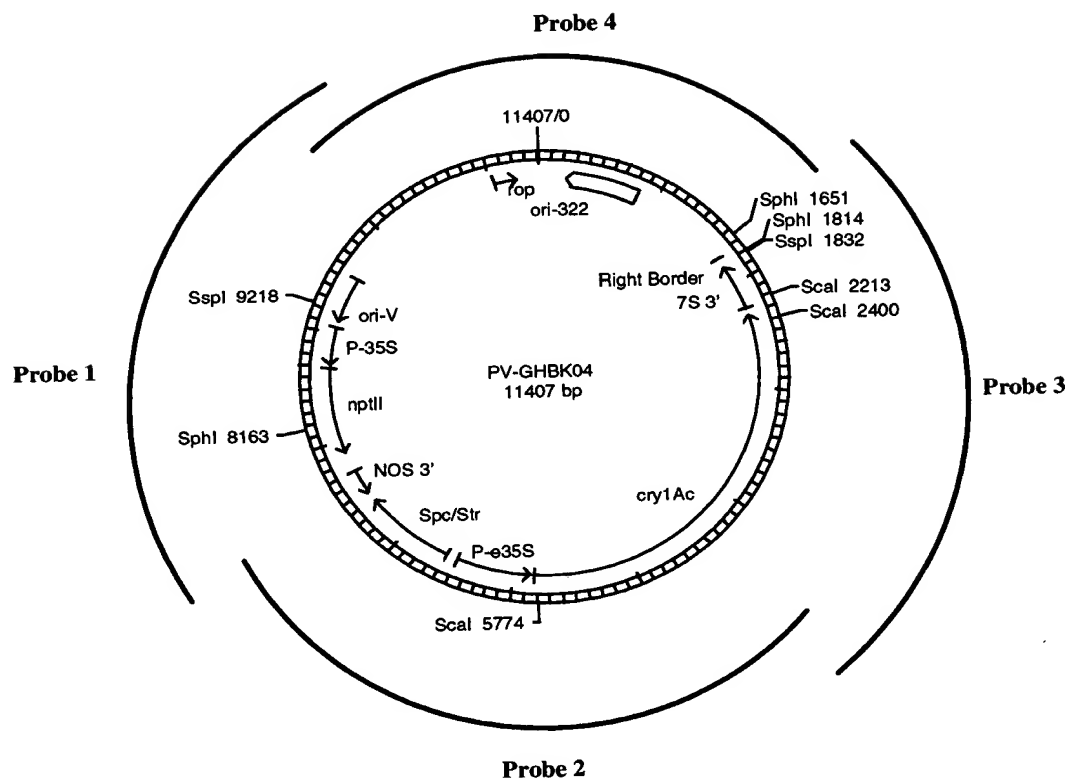 Probe 4
11407/0
rop
ori-322
SphI 1651
SphI 1814
SspI 1832
Right Border
7S 3'
ScaI 2213
ScaI 2400
SspI 9218
ori-V
P-35S
PV-GHBK04
11407 bp
Probe 1
Probe 3
nptII
SphI 8163
NOS 3'
cry1Ac
Spc/Str
P-e35S
ScaI 5774
Probe 2